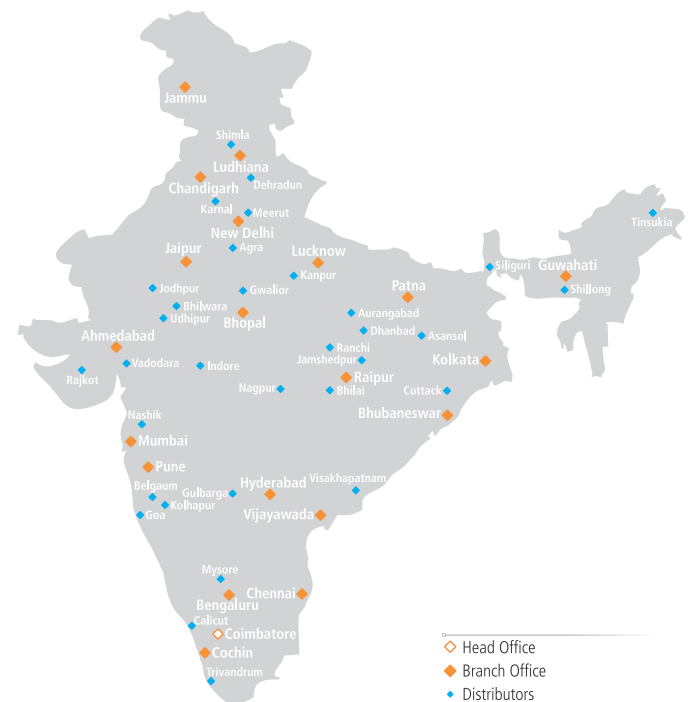 Jammu
Shimla
Ludhiana
Chandigarh
Dehradun
Karnal
Meerut
Tinsukia
New Delhi
Jaipur
Agra
Lucknow
Siliguri
Guwahati
Kanpur
Patna
Jodhpur
Gwalior
Shillong
Bhilwara
Udhipur
Bhopal
Aurangabad
Dhanbad
Asansol
Ahmedabad
Ranchi
Vadodara
Indore
Jamshedpur
Kolkata
Rajkot
Raipur
Nagpur
Bhilai
Cuttack
Bhubaneswar
Nashik
Mumbai
Pune
Belgaum
Gulbarga
Hyderabad
Visakhapatnam
Kolhapur
Goa
Vijayawada
Mysore
Bengaluru
Chennai
Calicut
Coimbatore
Cochin
Trivandrum
Head Office
Branch Office
Distributors